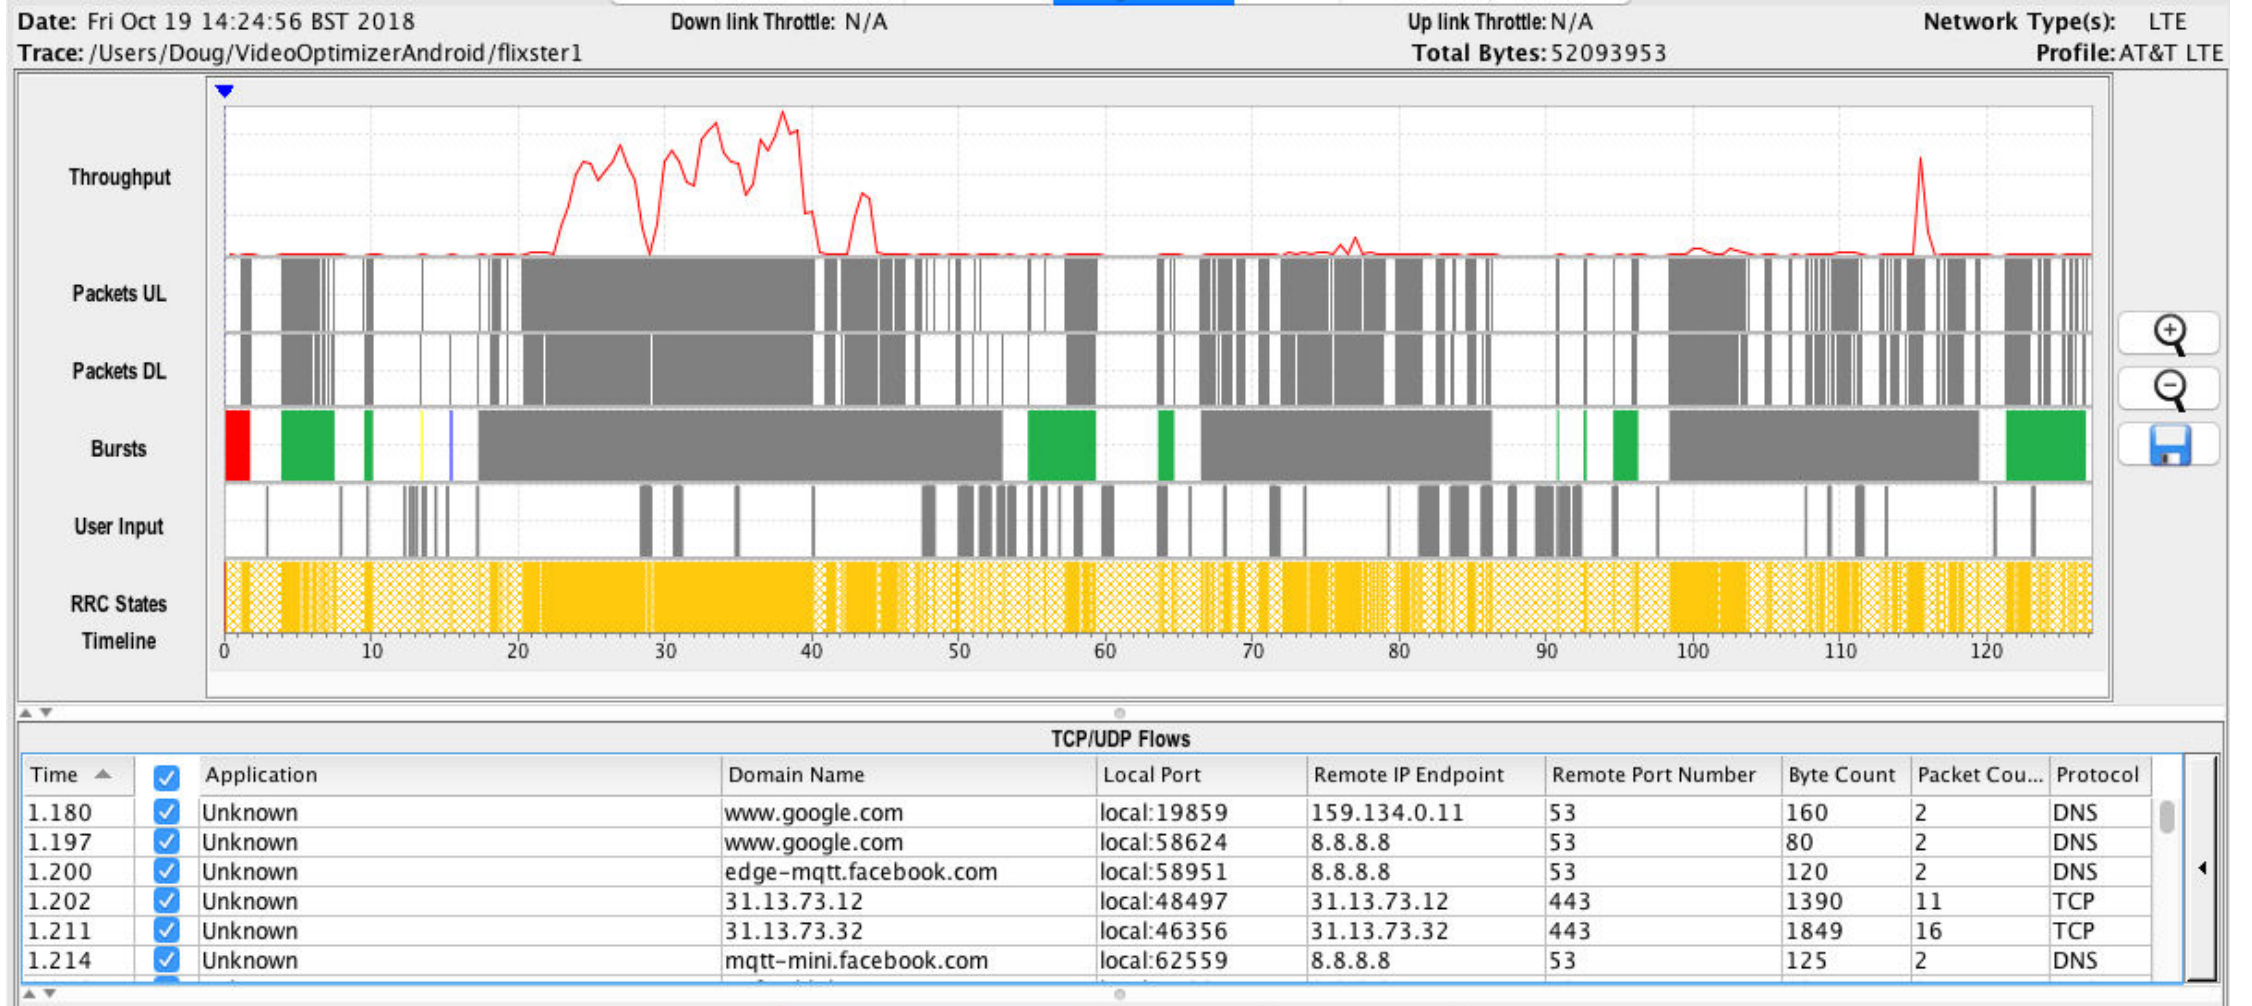 Date: Fri Oct 19 14:24:56 BST 2018 Down link Throttle: N/A Up link Throttle: N/A Network Type(s): LTE
Trace: /Users/Doug/VideoOptimizerAndroid/flixster1 Total Bytes: 52093953 Profile: AT&T LTE
Throughput
Packets UL
Packets DL
Bursts
User Input
RRC States
Timeline
0 10 20 30 40 50 60 70 80 90 100 110 120
TCP/UDP Flows
Time Application Domain Name Local Port Remote IP Endpoint Remote Port Number Byte Count Packet Cou... Protocol
1.180 Unknown www.google.com local:19859 159.134.0.11 53 160 2 DNS
1.197 Unknown www.google.com local:58624 8.8.8.8 53 80 2 DNS
1.200 Unknown edge-mqtt.facebook.com local:58951 8.8.8.8 53 120 2 DNS
1.202 Unknown 31.13.73.12 local:48497 31.13.73.12 443 1390 11 TCP
1.211 Unknown 31.13.73.32 local:46356 31.13.73.32 443 1849 16 TCP
1.214 Unknown mqtt-mini.facebook.com local:62559 8.8.8.8 53 125 2 DNS